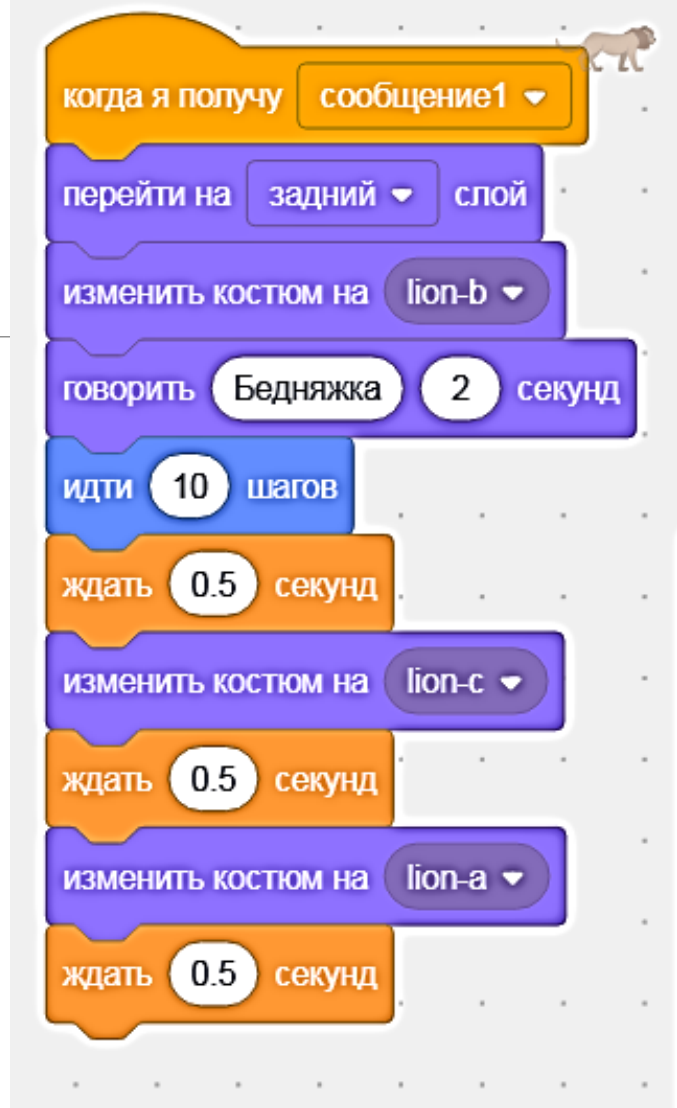 когда я получу сообщение1
перейти на задний слой
изменить костюм на lion-b
говорить Бедняжка 2 секунд
идти 10 шагов
ждать 0.5 секунд
изменить костюм на lion-c
ждать 0.5 секунд
изменить костюм на lion-a
ждать 0.5 секунд